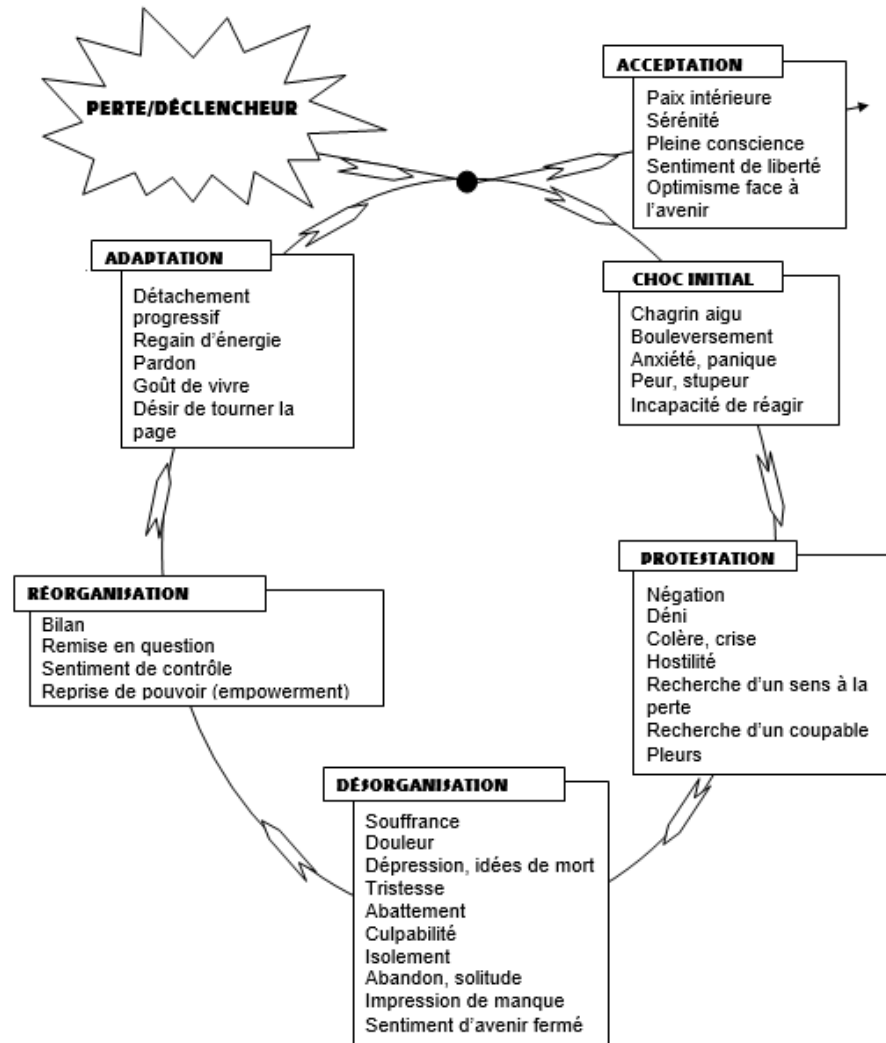 PERTE/DÉCLENCHEUR
ACCEPTATION
Paix intérieure
Sérénité
Pleine conscience
Sentiment de liberté
Optimisme face à
l'avenir
CHOC INITIAL
Chagrin aigu
Bouleversement
Anxiété, panique
Peur, stupeur
Incapacité de réagir
PROTESTATION
Négation
Déni
Colère, crise
Hostilité
Recherche d'un sens à la
perte
Recherche d'un coupable
Pleurs
DÉSORGANISATION
Souffrance
Douleur
Dépression, idées de mort
Tristesse
Abattement
Culpabilité
Isolement
Abandon, solitude
Impression de manque
Sentiment d'avenir fermé
RÉORGANISATION
Bilan
Remise en question
Sentiment de contrôle
Reprise de pouvoir (empowerment)
ADAPTATION
Détachement
progressif
Regain d'énergie
Pardon
Goût de vivre
Désir de tourner la
page